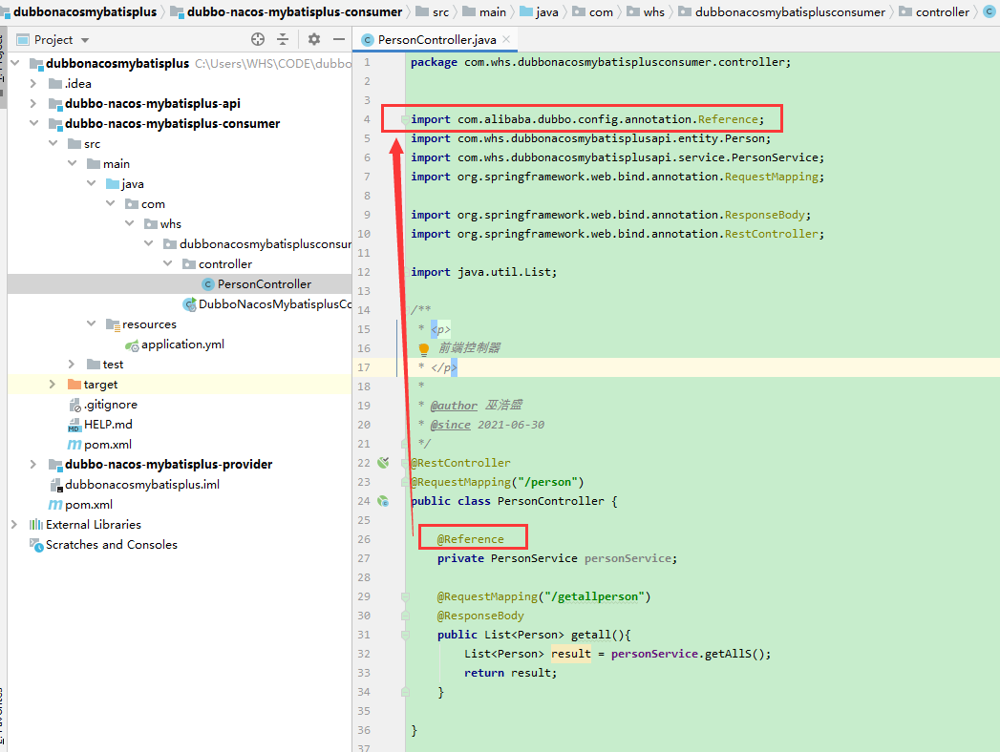 dubbonacosmybatisplus dubbo-nacos-mybatisplus-consumer src main java com whs dubbonacosmybatisplusconsumer controller
Project
dubbonacosmybatisplus C:\Users\WHS\CODE\dubbo
.idea
dubbo-nacos-mybatisplus-api
dubbo-nacos-mybatisplus-consumer
src
main
java
com
whs
dubbonacosmybatisplusconsur
controller
PersonController
DubboNacosMybatisplusCo
resources
application.yml
test
target
.gitignore
HELP.md
pom.xml
dubbo-nacos-mybatisplus-provider
dubbonacosmybatisplus.iml
pom.xml
External Libraries
Scratches and Consoles
PersonController.java
1 package com.whs.dubbonacosmybatisplusconsumer.controller;
2
3
4 import com.alibaba.dubbo.config.annotation.Reference;
5 import com.whs.dubbonacosmybatisplusapi.entity.Person;
6 import com.whs.dubbonacosmybatisplusapi.service.PersonService;
7 import org.springframework.web.bind.annotation.RequestMapping;
8
9 import org.springframework.web.bind.annotation.ResponseBody;
10 import org.springframework.web.bind.annotation.RestController;
11
12 import java.util.List;
13
14 /**
15 * <p>
16 前端控制器
17 * </p>
18 *
19 * @author 巫浩盛
20 * @since 2021-06-30
21 */
22 @RestController
23 @RequestMapping("/person")
24 public class PersonController {
25
26 @Reference
27 private PersonService personService;
28
29 @RequestMapping("/getallperson")
30 @ResponseBody
31 public List<Person> getall(){
32 List<Person> result = personService.getAllS();
33 return result;
34 }
35
36 }
37